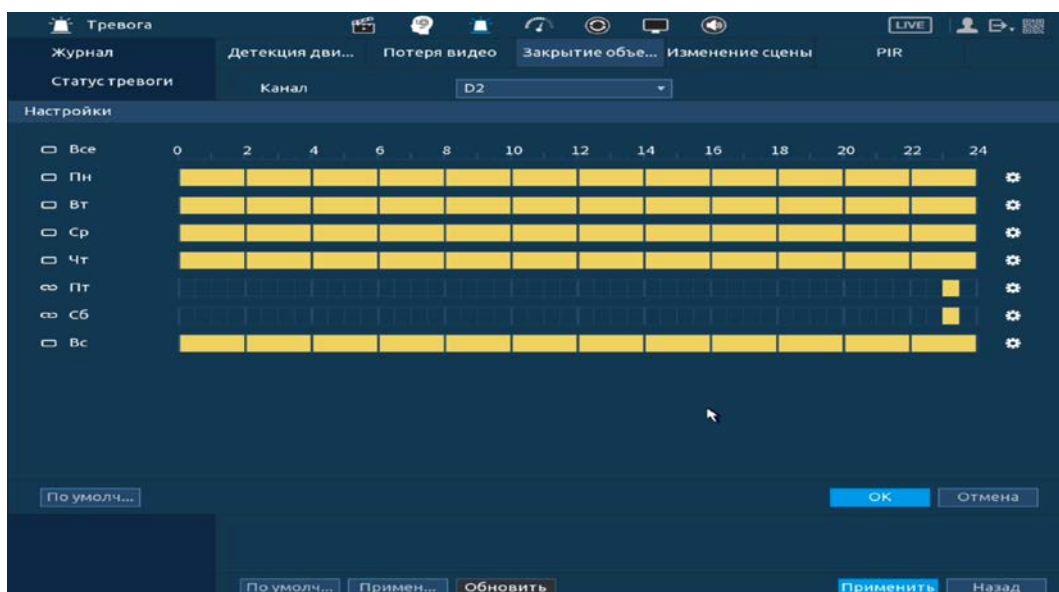 Тревога LIVE
Журнал Детекция дви... Потеря видео Закрытие объе... Изменение сцены PIR
Статус тревоги Канал D2
Настройки
Все 0 2 4 6 8 10 12 14 16 18 20 22 24
Пн
Вт
Ср
Чт
Пт
Сб
Вс
По умолч... OK Отмена
По умолч... Примен... Обновить Применить Назад